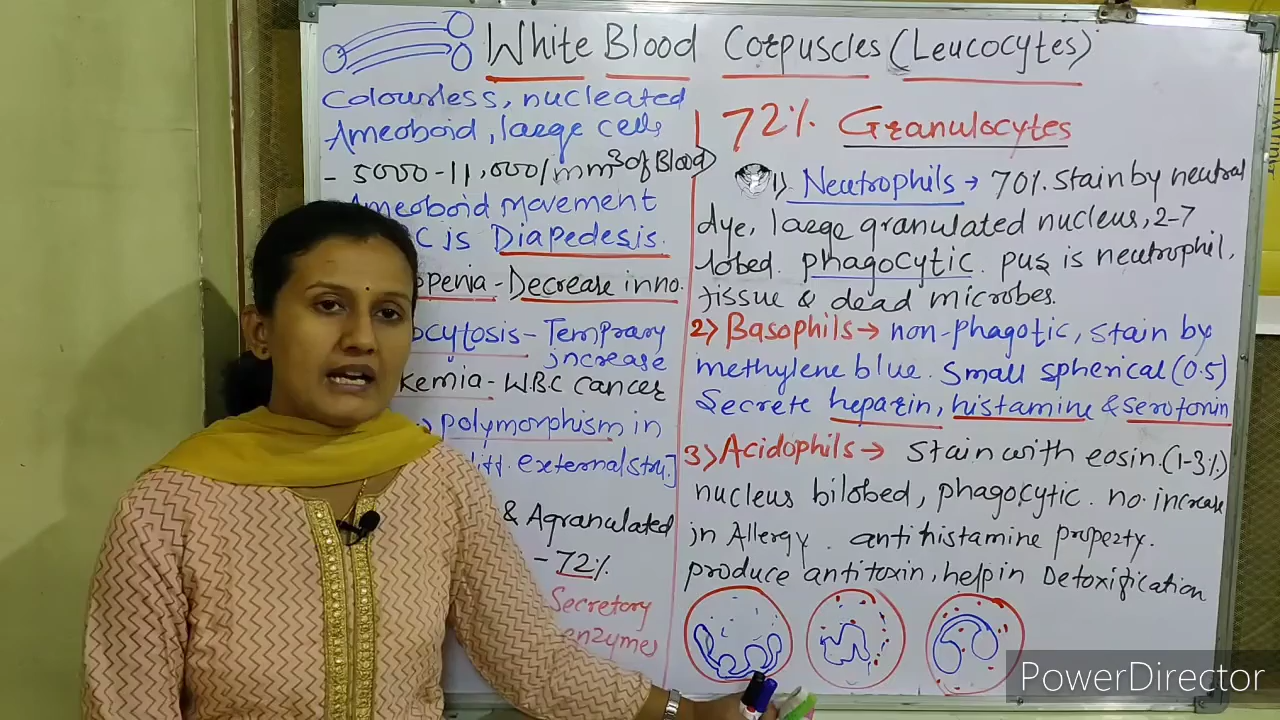 White Blood Corpuscles (Leucocytes)
Colourless, nucleated
Ameoboid, large cells
- 5000-11,000/mm3 of Blood
Ameoboid movement
C is Diapedesis.
penia - Decrease in no.
ocytosis - Temprary
increase
kemia - W.B.C cancer
polymorphism in
diff. external stru.]
& Agranulated
- 72%
Secretory
enzymes
72% Granulocytes
1) Neutrophils → 70%. Stain by neutral
dye, large granulated nucleus, 2-7
lobed. phagocytic. pus is neutrophil,
tissue & dead microbes.
2) Basophils → non-phagotic, stain by
methylene blue. Small spherical (0.5)
Secrete heparin, histamine & serotonin
3) Acidophils → Stain with eosin. (1-3%)
nucleus bilobed, phagocytic. no. increase
in Allergy. antihistamine property.
produce antitoxin, help in Detoxification
PowerDirector